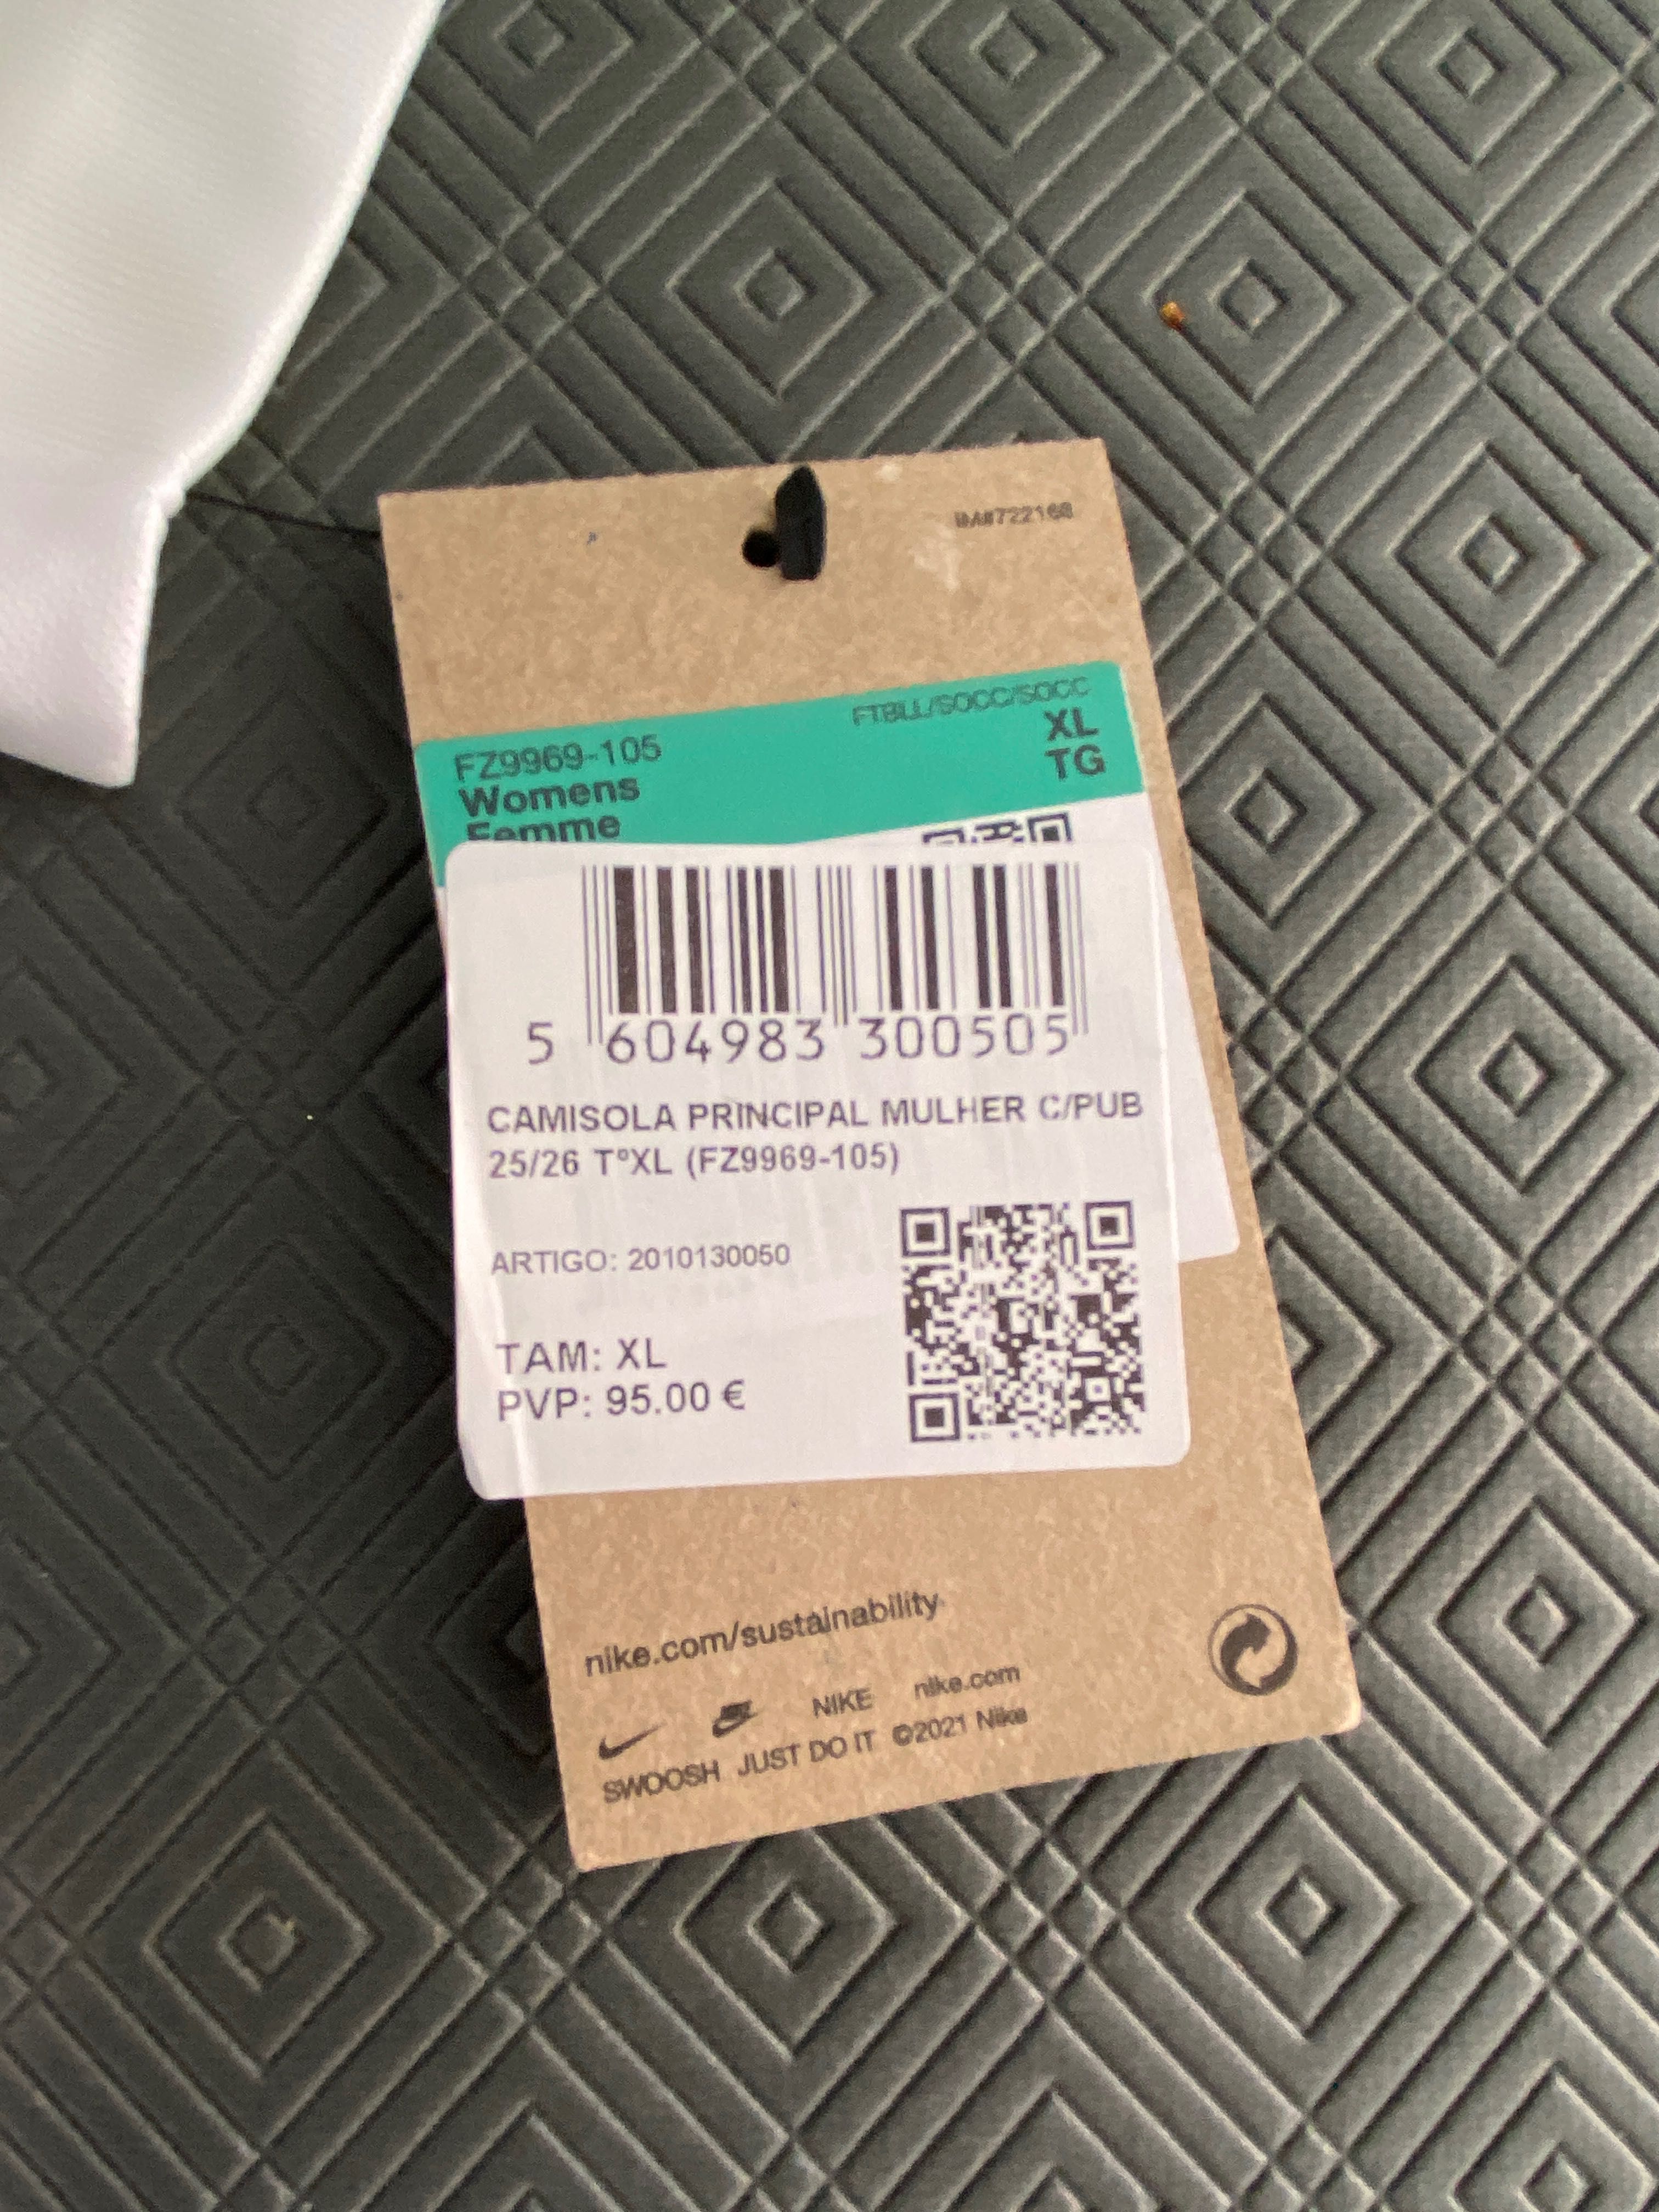 FTBLL/SOCC/SOCC
FZ9969-105
XL
Womens
TG
Femme
5 604983 300505
CAMISOLA PRINCIPAL MULHER C/PUB
25/26 TºXL (FZ9969-105)
ARTIGO: 2010130050
TAM: XL
PVP: 95.00 €
nike.com/sustainability
NIKE nike.com
SWOOSH JUST DO IT ©2021 Nike